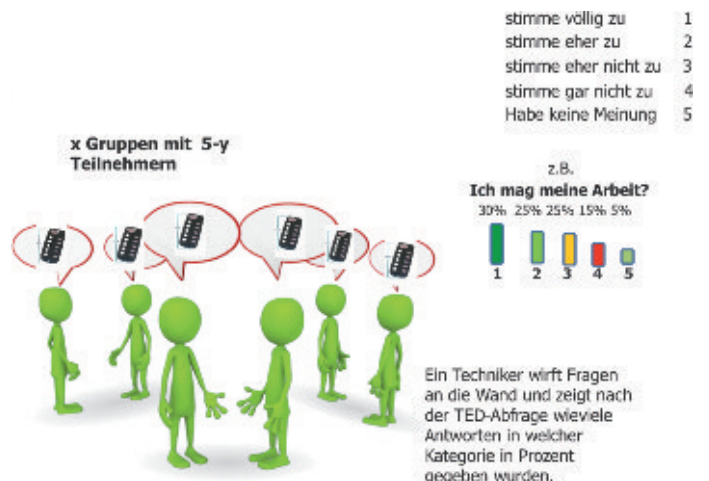 stimme völlig zu 1
stimme eher zu 2
stimme eher nicht zu 3
stimme gar nicht zu 4
Habe keine Meinung 5
x Gruppen mit 5-y
Teilnehmern
z.B.
Ich mag meine Arbeit?
30% 25% 25% 15% 5%
1 2 3 4 5
Ein Techniker wirft Fragen
an die Wand und zeigt nach
der TED-Abfrage wieviele
Antworten in welcher
Kategorie in Prozent
gegeben wurden.